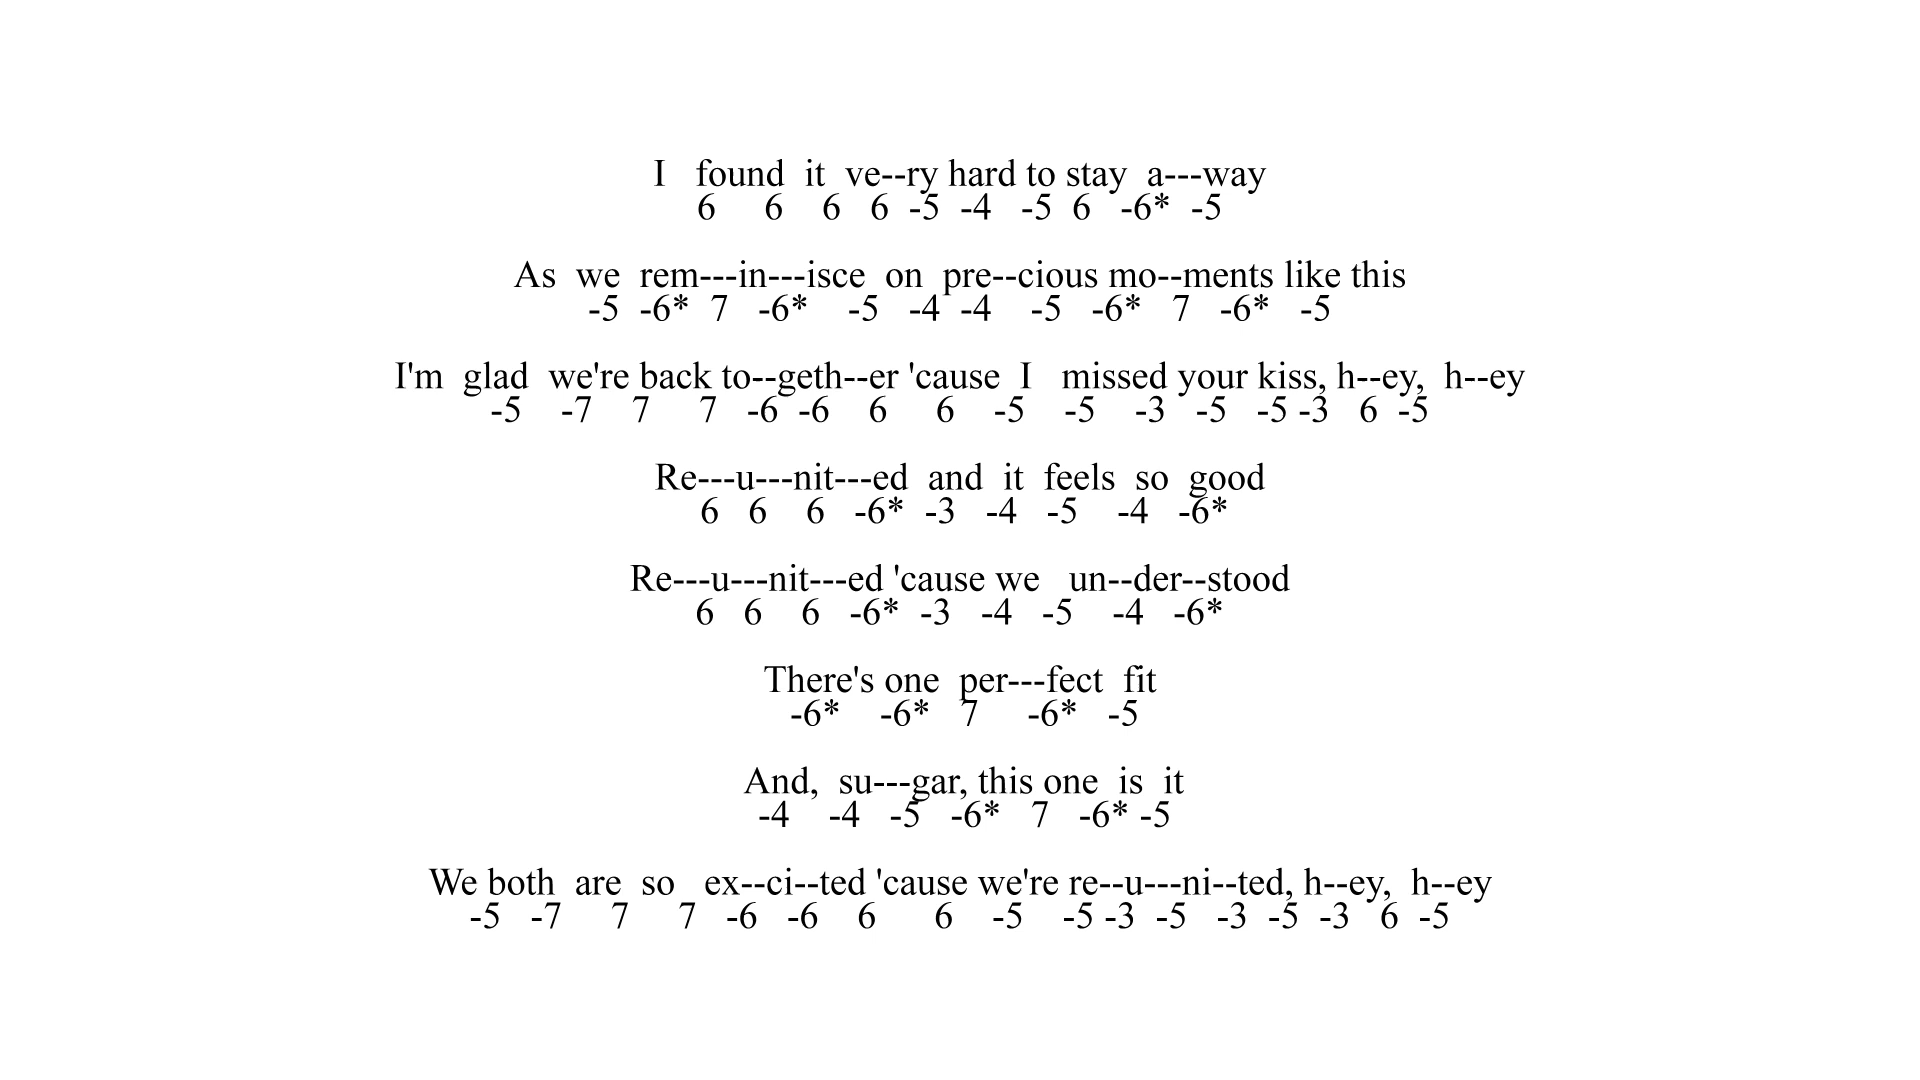 I found it ve--ry hard to stay a---way
6 6 6 6 -5 -4 -5 6 -6* -5
As we rem---in---isce on pre--cious mo--ments like this
-5 -6* 7 -6* -5 -4 -4 -5 -6* 7 -6* -5
I'm glad we're back to--geth--er 'cause I missed your kiss, h--ey, h--ey
-5 -7 7 7 -6 -6 6 6 -5 -5 -3 -5 -5 -3 6 -5
Re---u---nit---ed and it feels so good
6 6 6 -6* -3 -4 -5 -4 -6*
Re---u---nit---ed 'cause we un--der--stood
6 6 6 -6* -3 -4 -5 -4 -6*
There's one per---fect fit
-6* -6* 7 -6* -5
And, su---gar, this one is it
-4 -4 -5 -6* 7 -6* -5
We both are so ex--ci--ted 'cause we're re--u---ni--ted, h--ey, h--ey
-5 -7 7 7 -6 -6 6 6 -5 -5 -3 -5 -3 -5 -3 6 -5